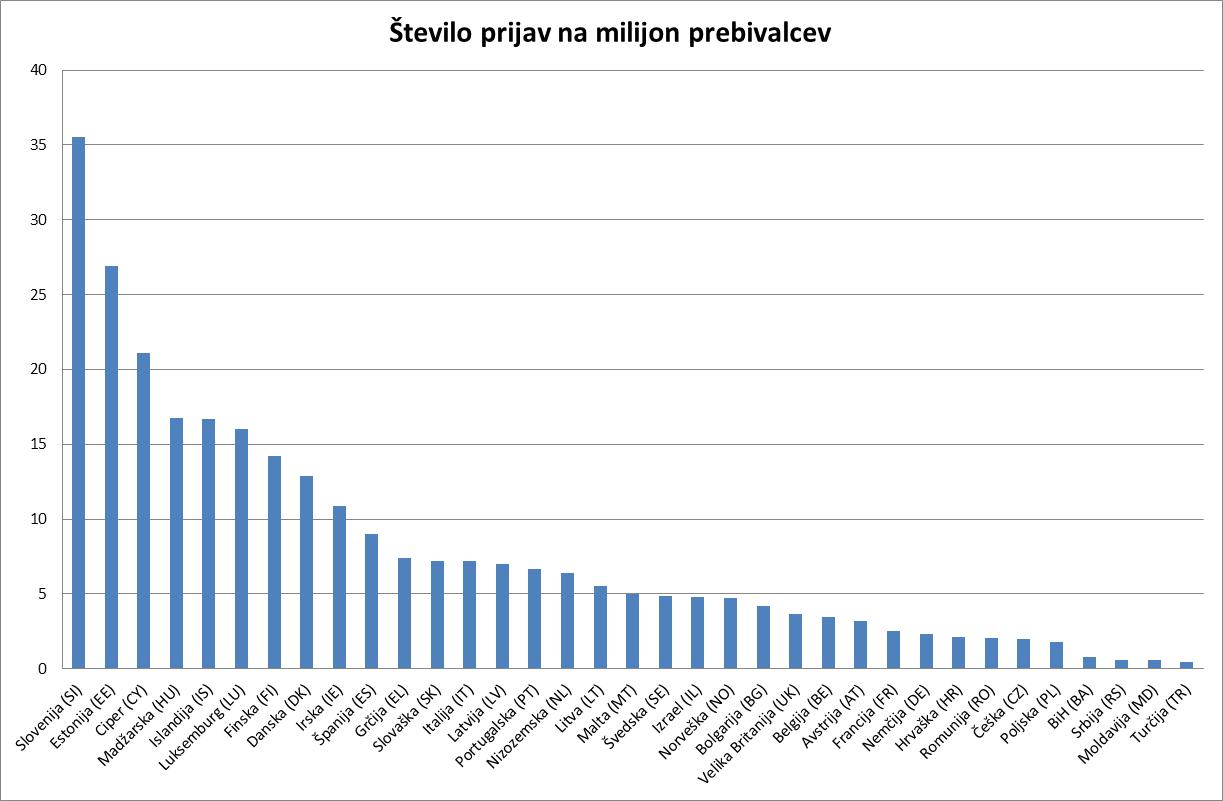 Število prijav na milijon prebivalcev
40
35
30
25
20
15
10
5
0
Slovenija (SI)
Estonija (EE)
Ciper (CY)
Madžarska (HU)
Islandija (IS)
Luksemburg (LU)
Finska (FI)
Danska (DK)
Irska (IE)
Španija (ES)
Grčija (EL)
Slovaška (SK)
Italija (IT)
Latvija (LV)
Portugalska (PT)
Nizozemska (NL)
Litva (LT)
Malta (MT)
Švedska (SE)
Izrael (IL)
Norveška (NO)
Bolgarija (BG)
Velika Britanija (UK)
Belgija (BE)
Avstrija (AT)
Francija (FR)
Nemčija (DE)
Hrvaška (HR)
Romunija (RO)
Češka (CZ)
Poljska (PL)
BiH (BA)
Srbija (RS)
Moldavija (MD)
Turčija (TR)